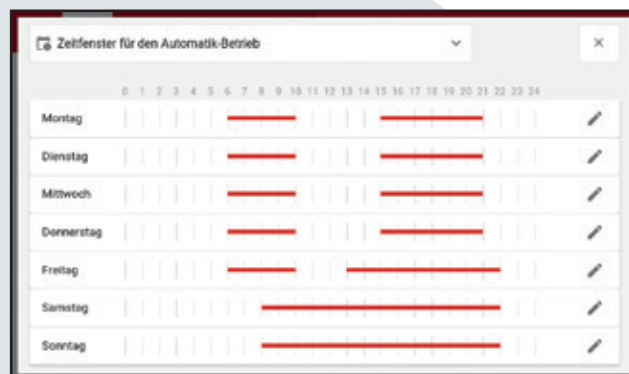 Zeitfenster für den Automatik-Betrieb
0 1 2 3 4 5 6 7 8 9 10 11 12 13 14 15 16 17 18 19 20 21 22 23 24
Montag
Dienstag
Mittwoch
Donnerstag
Freitag
Samstag
Sonntag